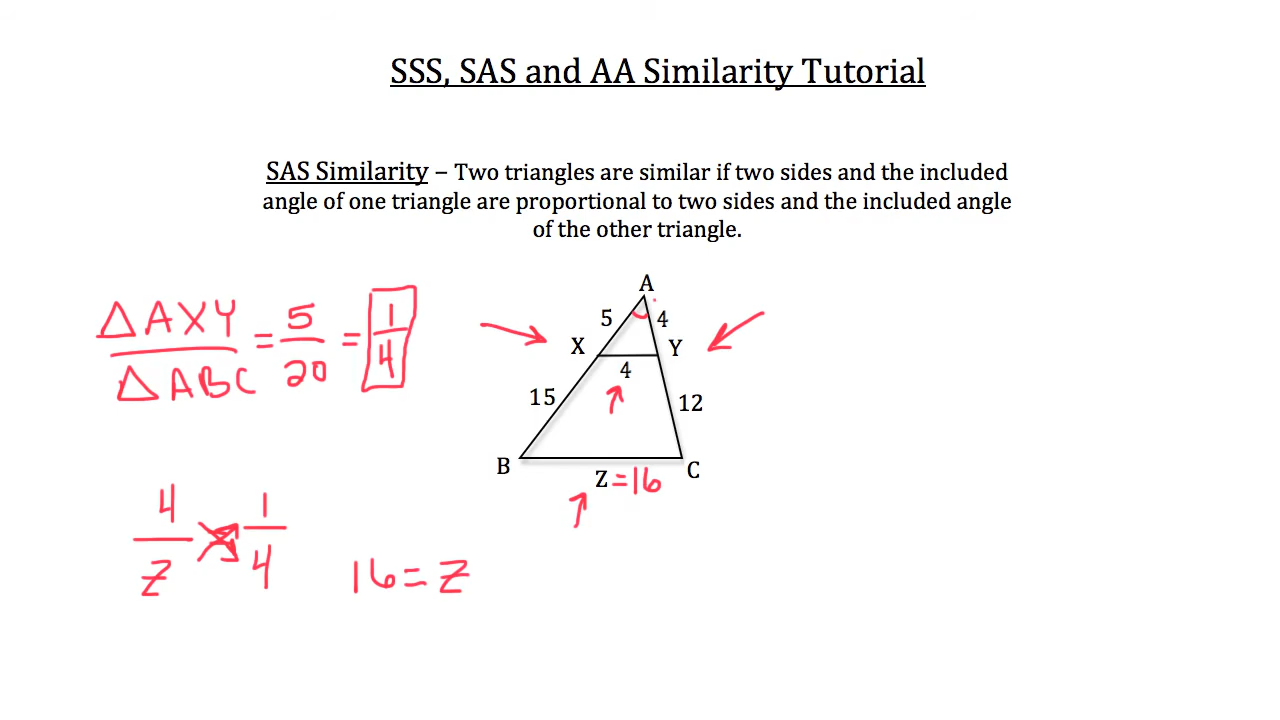 SSS, SAS and AA Similarity Tutorial
SAS Similarity – Two triangles are similar if two sides and the included
angle of one triangle are proportional to two sides and the included angle
of the other triangle.
△AXY / △ABC = 5/20 = 1/4
A
5
4
X
Y
4
15
12
B
C
Z =16
4/Z 1/4
16=Z